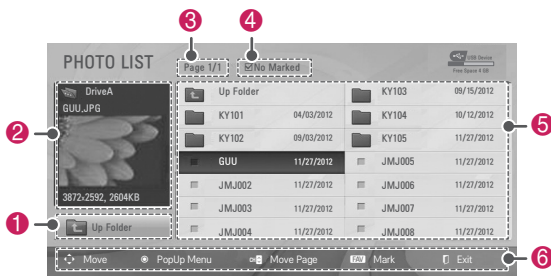 3 4
PHOTO LIST Page 1/1 No Marked USB Device
Free Space 4 GB
DriveA Up Folder KY103 09/15/2012
GUU.JPG
KY101 04/03/2012 KY104 10/12/2012
2 KY102 09/03/2012 KY105 11/27/2012 5
GUU 11/27/2012 JMJ005 11/27/2012
JMJ002 11/27/2012 JMJ006 11/27/2012
3872x2592, 2604KB
JMJ003 11/27/2012 JMJ007 11/27/2012
1 Up Folder JMJ004 11/27/2012 JMJ008 11/27/2012
Move PopUp Menu Move Page FAV Mark Exit 6